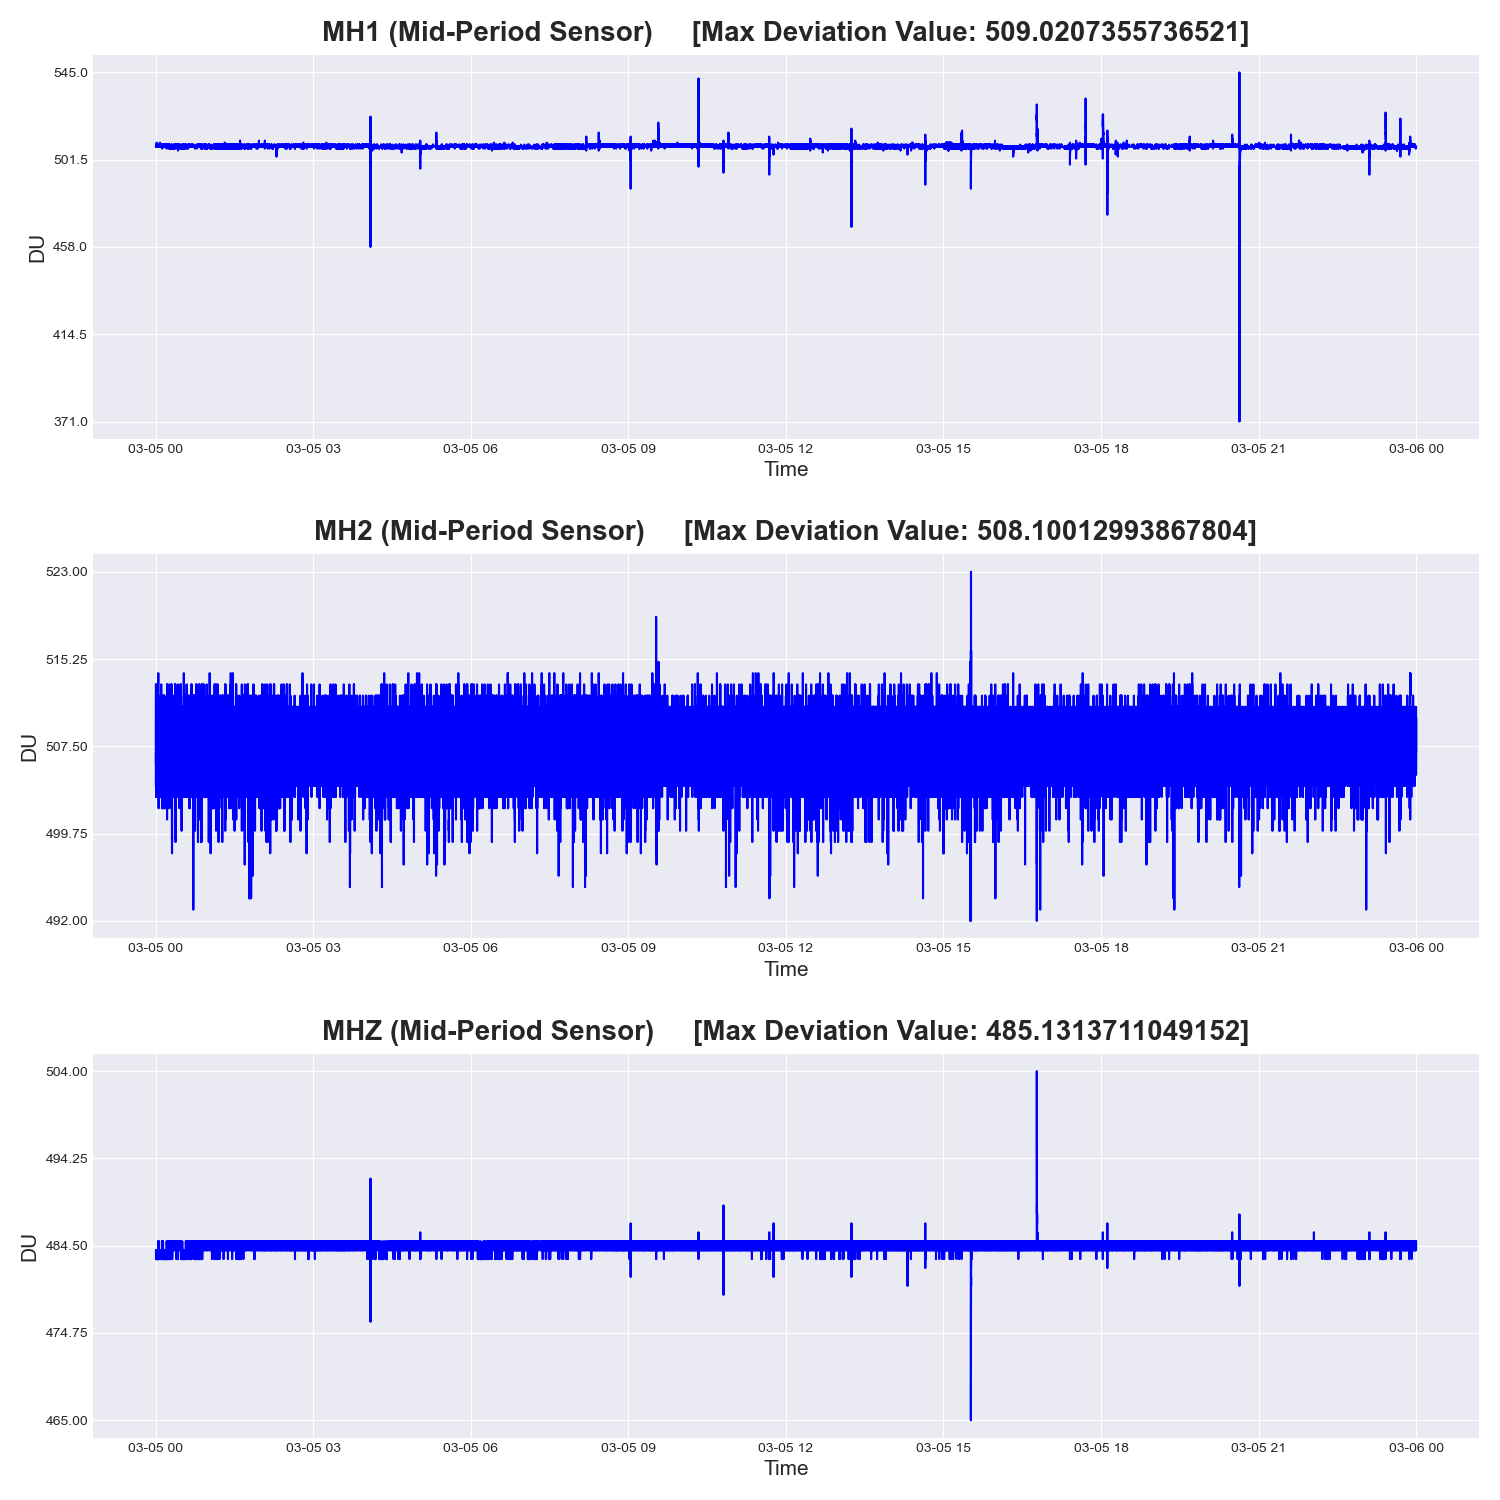 MH1 (Mid-Period Sensor) [Max Deviation Value: 509.0207355736521]
545.0
501.5
458.0
414.5
371.0
DU
03-05 00 03-05 03 03-05 06 03-05 09 03-05 12 03-05 15 03-05 18 03-05 21 03-06 00
Time
MH2 (Mid-Period Sensor) [Max Deviation Value: 508.10012993867804]
523.00
515.25
507.50
499.75
492.00
DU
03-05 00 03-05 03 03-05 06 03-05 09 03-05 12 03-05 15 03-05 18 03-05 21 03-06 00
Time
MHZ (Mid-Period Sensor) [Max Deviation Value: 485.1313711049152]
504.00
494.25
484.50
474.75
465.00
DU
03-05 00 03-05 03 03-05 06 03-05 09 03-05 12 03-05 15 03-05 18 03-05 21 03-06 00
Time